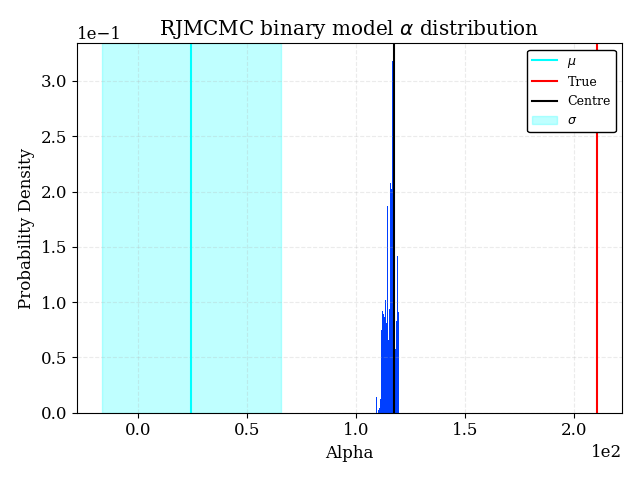 RJMCMC binary model α distribution
1e−1
3.0
2.5
2.0
1.5
1.0
0.5
0.0
Probability Density
μ
True
Centre
σ
0.0 0.5 1.0 1.5 2.0
1e2
Alpha